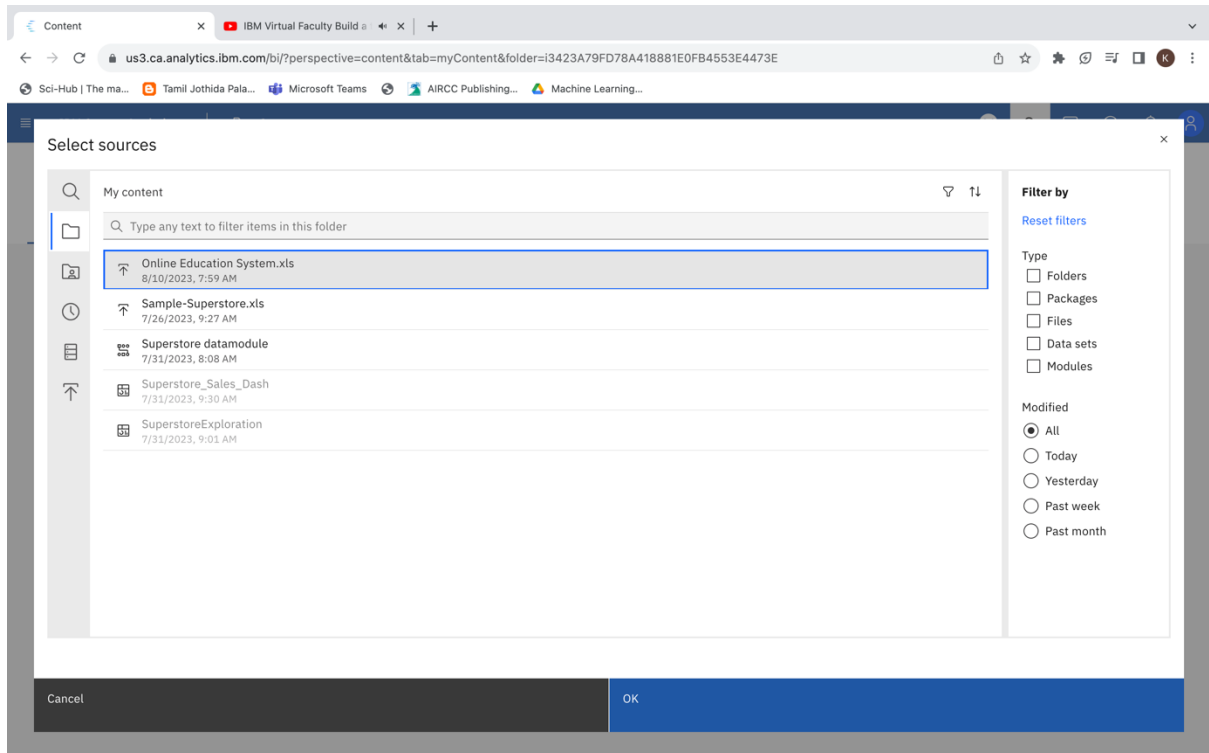 Content
IBM Virtual Faculty Build a
us3.ca.analytics.ibm.com/bi/?perspective=content&tab=myContent&folder=i3423A79FD78A418881E0FB4553E4473E
K
Sci-Hub | The ma...
Tamil Jothida Pala...
Microsoft Teams
AIRCC Publishing...
Machine Learning...
Select sources
My content
Type any text to filter items in this folder
Online Education System.xls
8/10/2023, 7:59 AM
Sample-Superstore.xls
7/26/2023, 9:27 AM
Superstore datamodule
7/31/2023, 8:08 AM
Superstore_Sales_Dash
7/31/2023, 9:30 AM
SuperstoreExploration
7/31/2023, 9:01 AM
Filter by
Reset filters
Type
Folders
Packages
Files
Data sets
Modules
Modified
All
Today
Yesterday
Past week
Past month
Cancel
OK